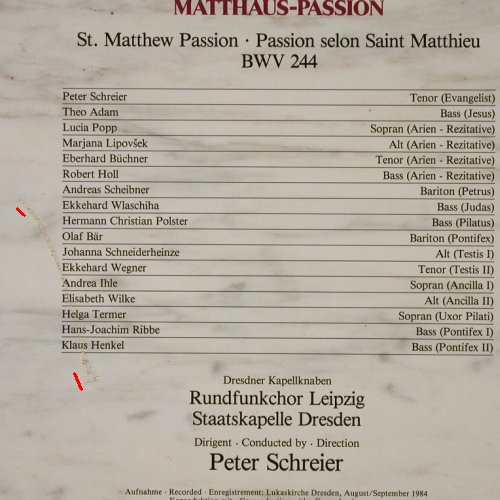 MATTHÄUS-PASSION
St. Matthew Passion · Passion selon Saint Matthieu
BWV 244
Peter Schreier Tenor (Evangelist)
Theo Adam Bass (Jesus)
Lucia Popp Sopran (Arien - Rezitative)
Marjana Lipovšek Alt (Arien - Rezitative)
Eberhard Büchner Tenor (Arien - Rezitative)
Robert Holl Bass (Arien - Rezitative)
Andreas Scheibner Bariton (Petrus)
Ekkehard Wlaschiha Bass (Judas)
Hermann Christian Polster Bass (Pilatus)
Olaf Bär Bariton (Pontifex)
Johanna Schneiderheinze Alt (Testis I)
Ekkehard Wegner Tenor (Testis II)
Andrea Ihle Sopran (Ancilla I)
Elisabeth Wilke Alt (Ancilla II)
Helga Termer Sopran (Uxor Pilati)
Hans-Joachim Ribbe Bass (Pontifex I)
Klaus Henkel Bass (Pontifex II)
Dresdner Kapellknaben
Rundfunkchor Leipzig
Staatskapelle Dresden
Dirigent · Conducted by · Direction
Peter Schreier
Aufnahme · Recorded · Enregistrement: Lukaskirche Dresden, August/September 1984